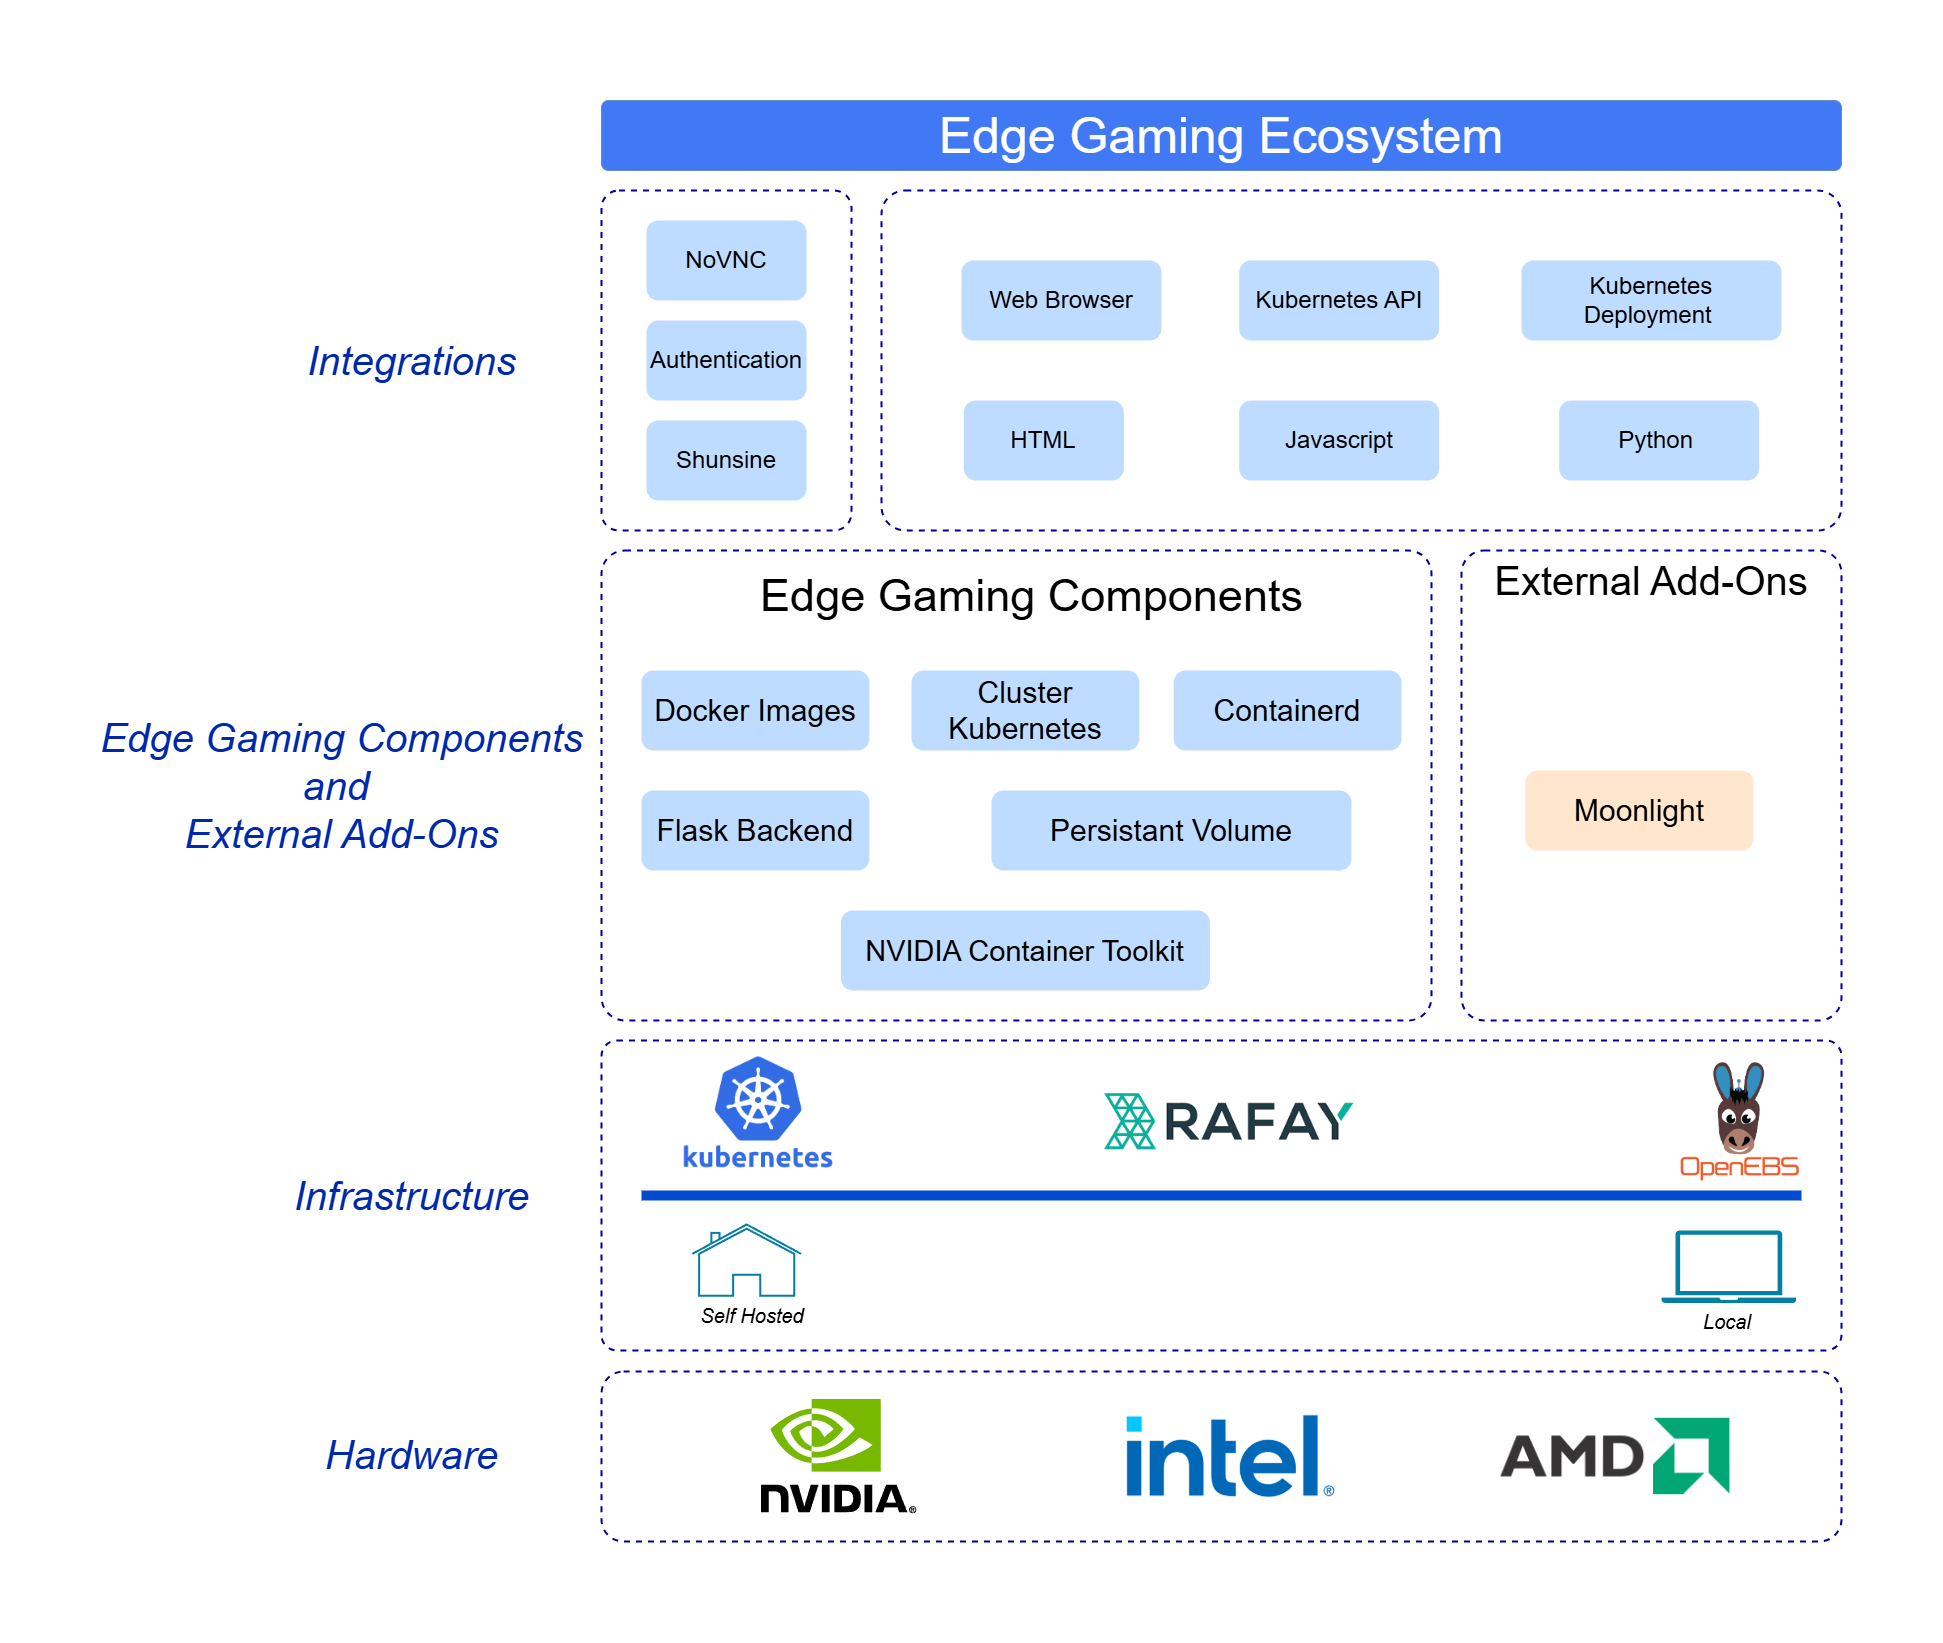 Edge Gaming Ecosystem
Integrations
NoVNC
Authentication
Shunsine
Web Browser
Kubernetes API
Kubernetes
Deployment
HTML
Javascript
Python
Edge Gaming Components
and
External Add-Ons
Edge Gaming Components
Docker Images
Cluster
Kubernetes
Containerd
Flask Backend
Persistant Volume
NVIDIA Container Toolkit
External Add-Ons
Moonlight
Infrastructure
kubernetes
RAFAY
OpenEBS
Self Hosted
Local
Hardware
NVIDIA®
intel®
AMD